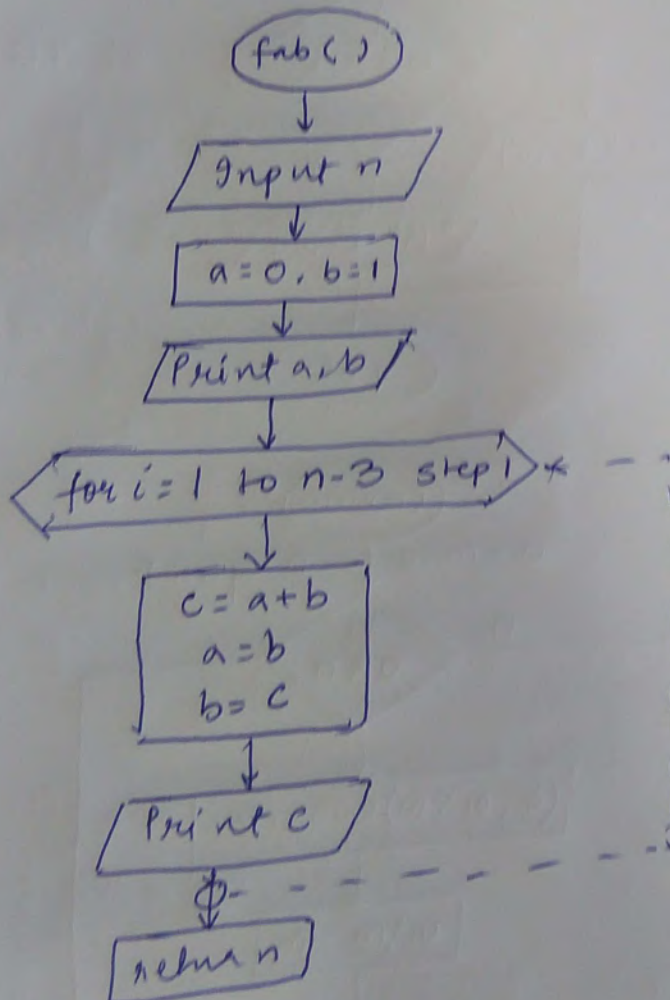 fab()
Input n
a=0, b=1
Print a, b
for i=1 to n-3 step 1
c=a+b
a=b
b=c
Print c
return